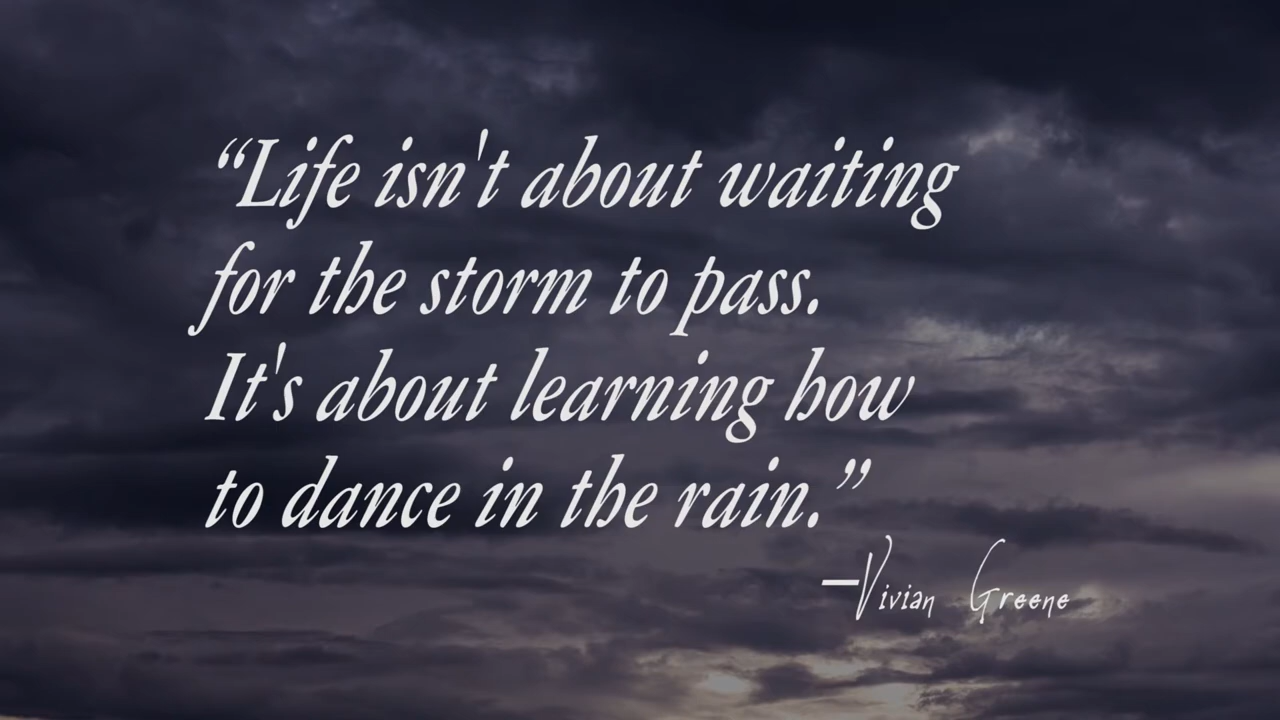 “Life isn't about waiting
for the storm to pass.
It's about learning how
to dance in the rain.”
—Vivian Greene